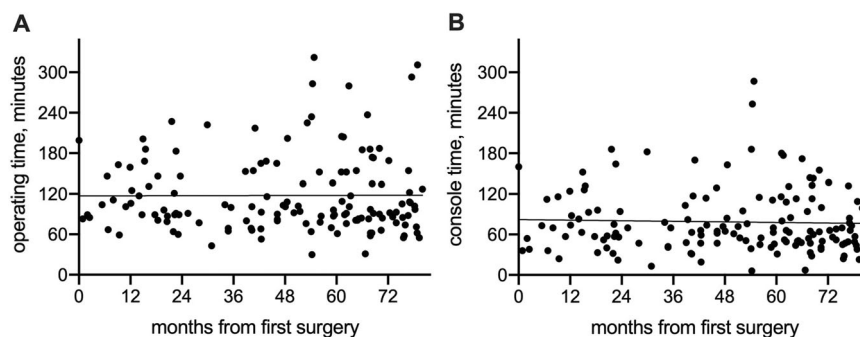 A
operating time, minutes
300
240
180
120
60
0
0 12 24 36 48 60 72
months from first surgery
B
console time, minutes
300
240
180
120
60
0
0 12 24 36 48 60 72
months from first surgery